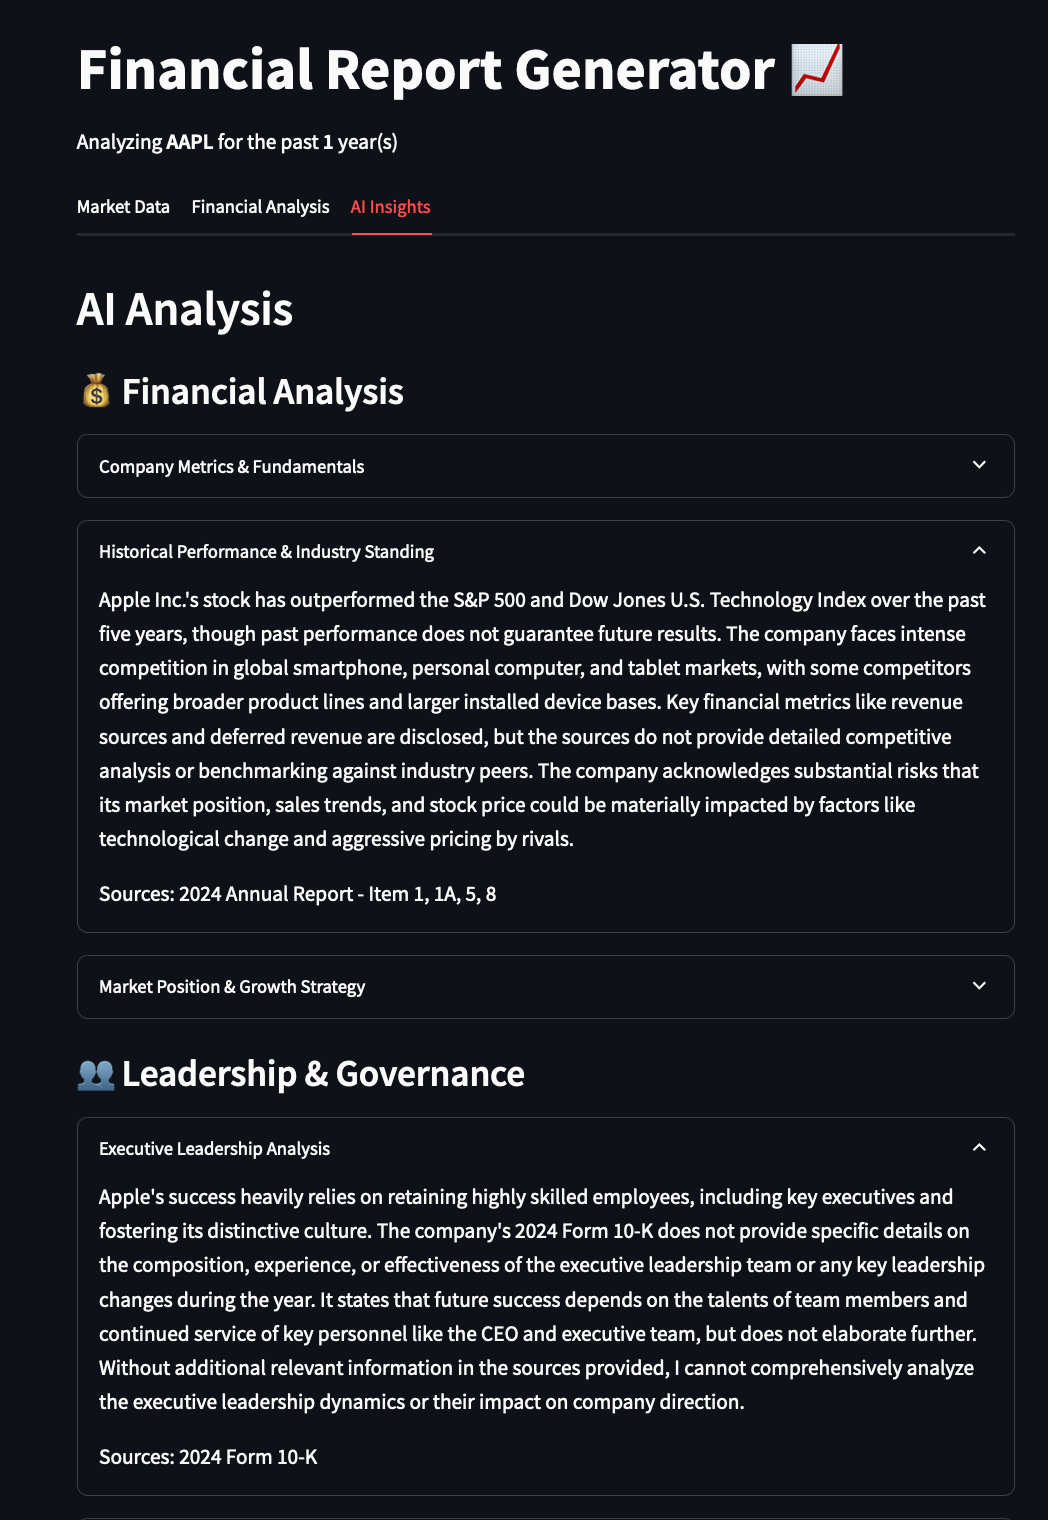 Financial Report Generator 📈
Analyzing AAPL for the past 1 year(s)
Market Data Financial Analysis AI Insights
AI Analysis
💰 Financial Analysis
Company Metrics & Fundamentals
Historical Performance & Industry Standing
Apple Inc.'s stock has outperformed the S&P 500 and Dow Jones U.S. Technology Index over the past
five years, though past performance does not guarantee future results. The company faces intense
competition in global smartphone, personal computer, and tablet markets, with some competitors
offering broader product lines and larger installed device bases. Key financial metrics like revenue
sources and deferred revenue are disclosed, but the sources do not provide detailed competitive
analysis or benchmarking against industry peers. The company acknowledges substantial risks that
its market position, sales trends, and stock price could be materially impacted by factors like
technological change and aggressive pricing by rivals.
Sources: 2024 Annual Report - Item 1, 1A, 5, 8
Market Position & Growth Strategy
👥 Leadership & Governance
Executive Leadership Analysis
Apple's success heavily relies on retaining highly skilled employees, including key executives and
fostering its distinctive culture. The company's 2024 Form 10-K does not provide specific details on
the composition, experience, or effectiveness of the executive leadership team or any key leadership
changes during the year. It states that future success depends on the talents of team members and
continued service of key personnel like the CEO and executive team, but does not elaborate further.
Without additional relevant information in the sources provided, I cannot comprehensively analyze
the executive leadership dynamics or their impact on company direction.
Sources: 2024 Form 10-K